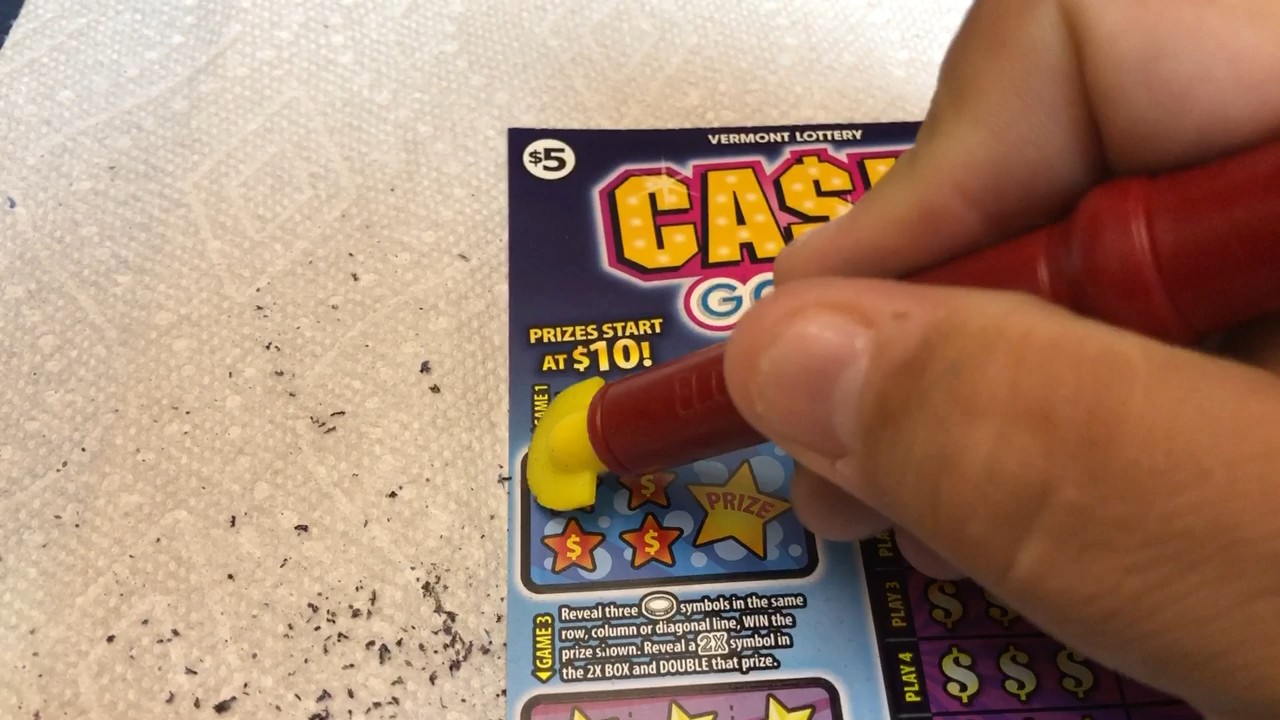 VERMONT LOTTERY
$5
CA$
PRIZES START
AT $10!
GAME 1
$
PRIZE
$ $
GAME 3
Reveal three symbols in the same
row, column or diagonal line, WIN the
prize shown. Reveal a 2X symbol in
the 2X BOX and DOUBLE that prize.
PLAY 3
$
PLAY 4
$ $ $